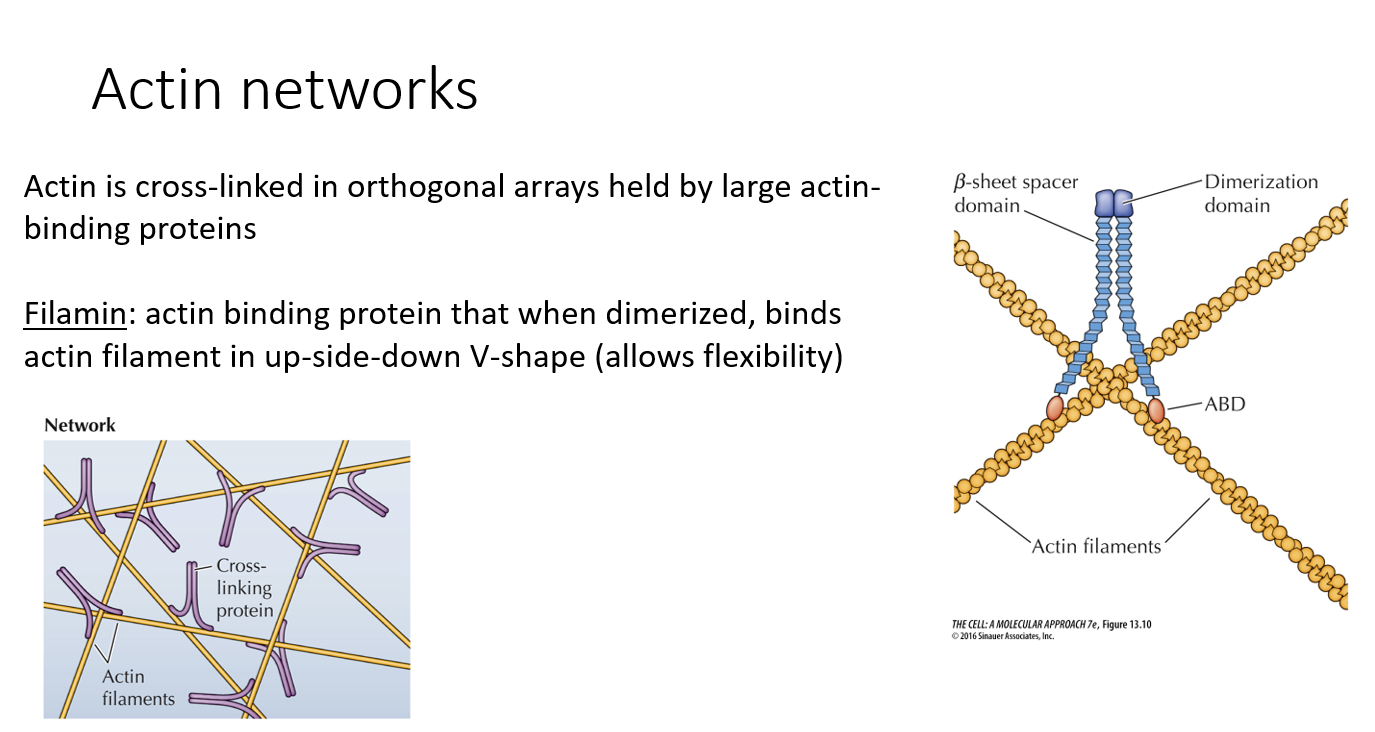 Actin networks
Actin is cross-linked in orthogonal arrays held by large actin-
binding proteins
Filamin: actin binding protein that when dimerized, binds
actin filament in up-side-down V-shape (allows flexibility)
Network
Cross-
linking
protein
Actin
filaments
β-sheet spacer
domain
Dimerization
domain
ABD
Actin filaments
THE CELL: A MOLECULAR APPROACH 7e, Figure 13.10
© 2016 Sinauer Associates, Inc.